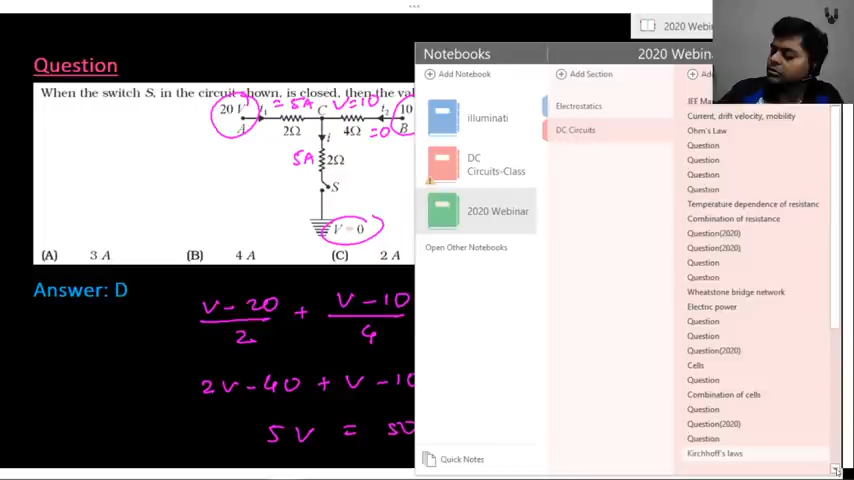 Question
When the switch S, in the circuit shown, is closed, then the val
20 V i₁ = 5A C V=10 i₂ 10
A 2Ω 4Ω =0 B
i
5A 2Ω
S
V = 0
(A) 3 A (B) 4 A (C) 2 A
Answer: D
V-20 + V-10
2 4
2V-40 + V-10
5V = 50
2020 Webin
Notebooks
Add Notebook
illuminati
DC
Circuits-Class
2020 Webinar
Open Other Notebooks
Quick Notes
2020 Webin
Add Section
Electrostatics
DC Circuits
Ad
JEE Ma
Current, drift velocity, mobility
Ohm's Law
Question
Question
Question
Question
Temperature dependence of resistanc
Combination of resistance
Question(2020)
Question(2020)
Question
Question
Wheatstone bridge network
Electric power
Question
Question
Question(2020)
Cells
Question
Combination of cells
Question
Question(2020)
Question
Kirchhoff's laws